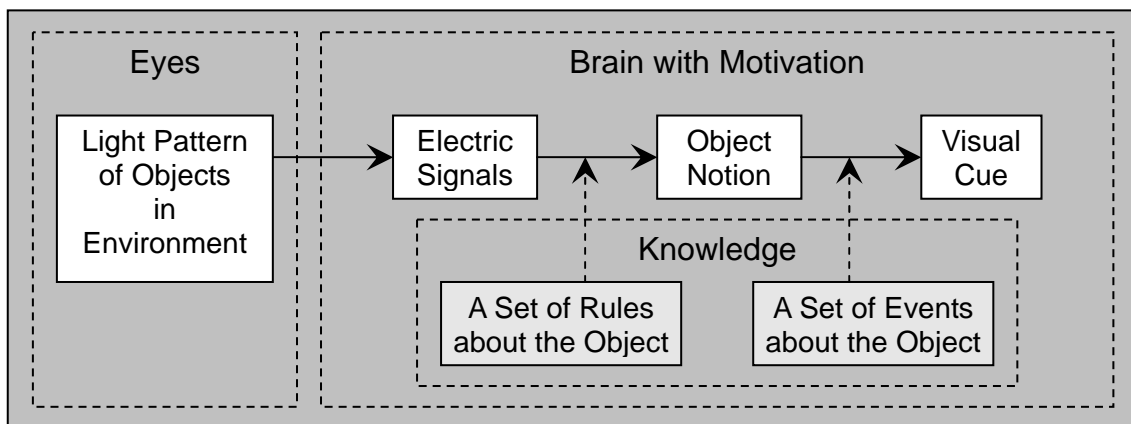 Eyes
Brain with Motivation
Light Pattern
of Objects
in
Environment
Electric
Signals
Object
Notion
Visual
Cue
Knowledge
A Set of Rules
about the Object
A Set of Events
about the Object